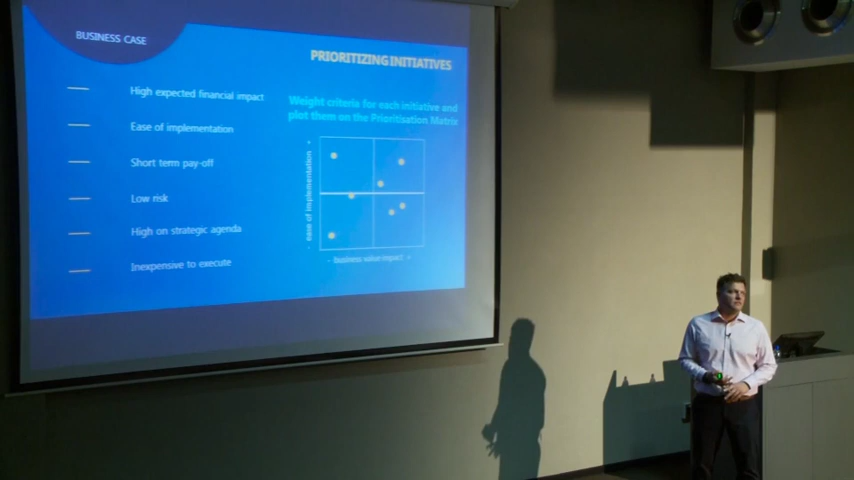 BUSINESS CASE
PRIORITIZING INITIATIVES
High expected financial impact
Ease of implementation
Short term pay-off
Low risk
High on strategic agenda
Inexpensive to execute
Weight criteria for each initiative and
plot them on the Prioritisation Matrix
- ease of implementation +
- business value impact +